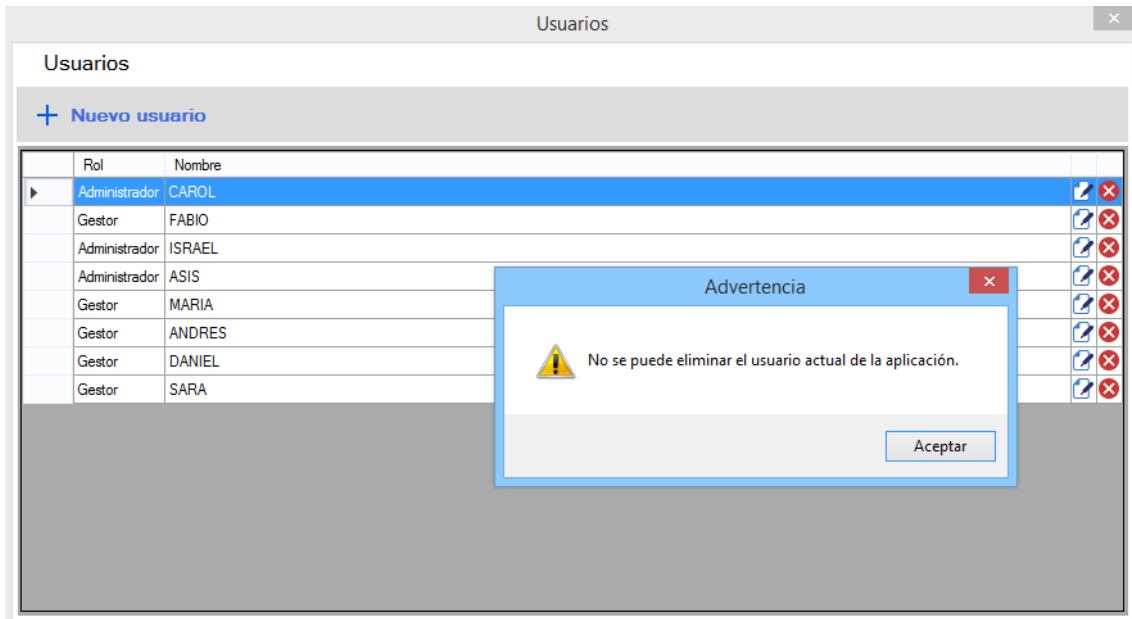 Usuarios
Usuarios
Nuevo usuario
Rol Nombre
Administrador CAROL
Gestor FABIO
Administrador ISRAEL
Administrador ASIS
Gestor MARIA
Gestor ANDRES
Gestor DANIEL
Gestor SARA
Advertencia
No se puede eliminar el usuario actual de la aplicación.
Aceptar